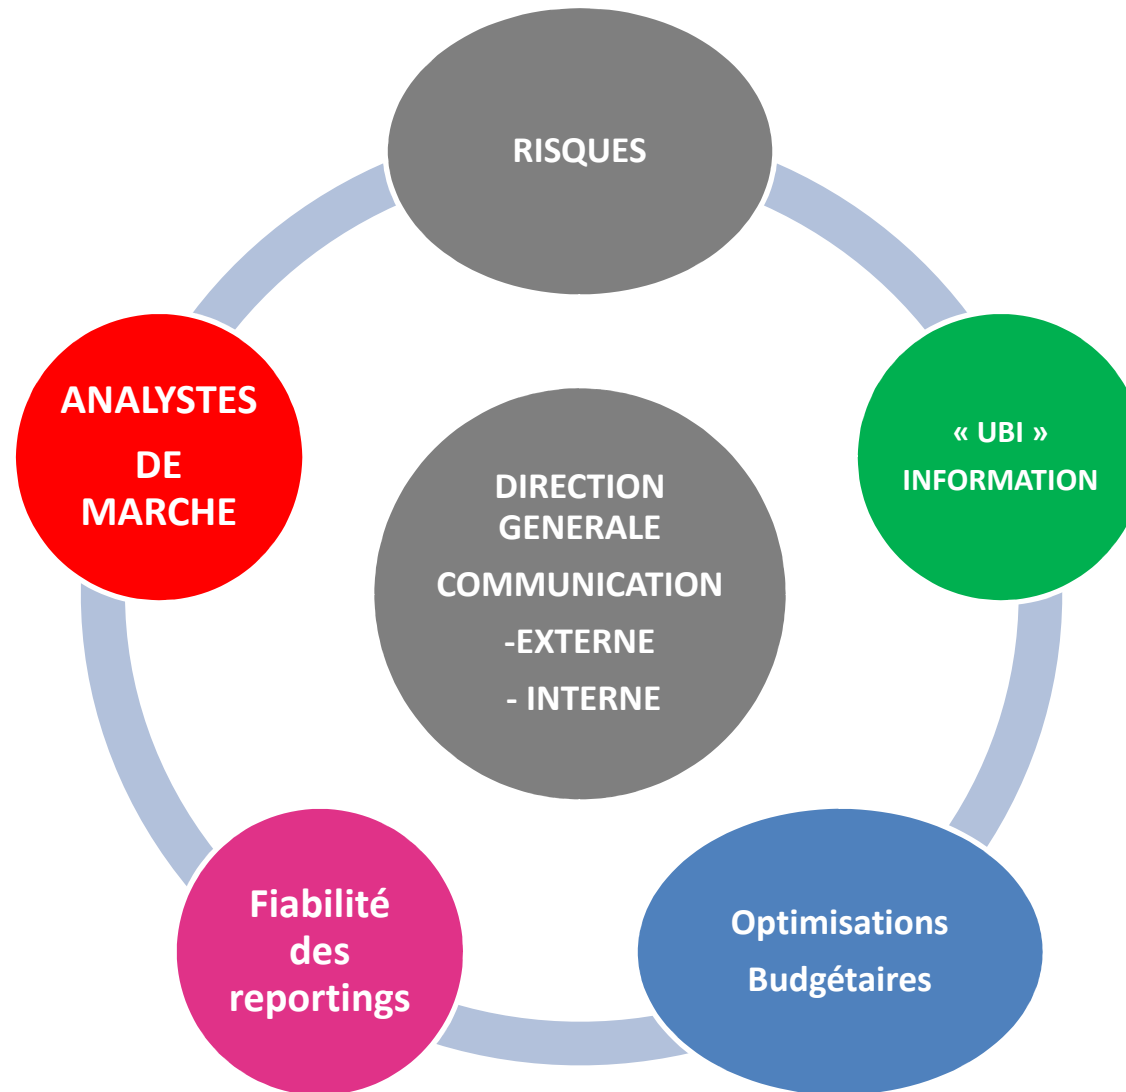 RISQUES
ANALYSTES
DE
MARCHE
« UBI »
INFORMATION
DIRECTION
GENERALE
COMMUNICATION
-EXTERNE
- INTERNE
Fiabilité
des
reportings
Optimisations
Budgétaires